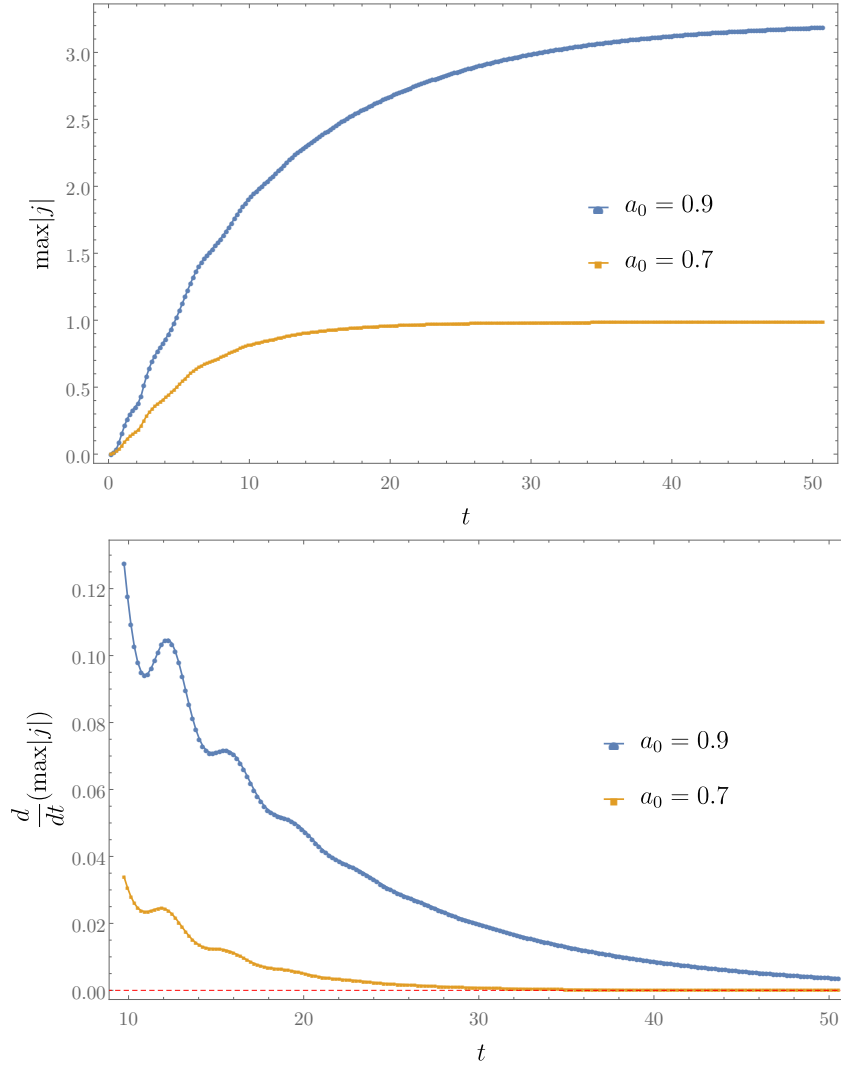 max|j|
3.0
2.5
2.0
1.5
1.0
0.5
0.0
a₀ = 0.9
a₀ = 0.7
0 10 20 30 40 50
t
d/dt (max|j|)
0.12
0.10
0.08
0.06
0.04
0.02
0.00
a₀ = 0.9
a₀ = 0.7
10 20 30 40 50
t